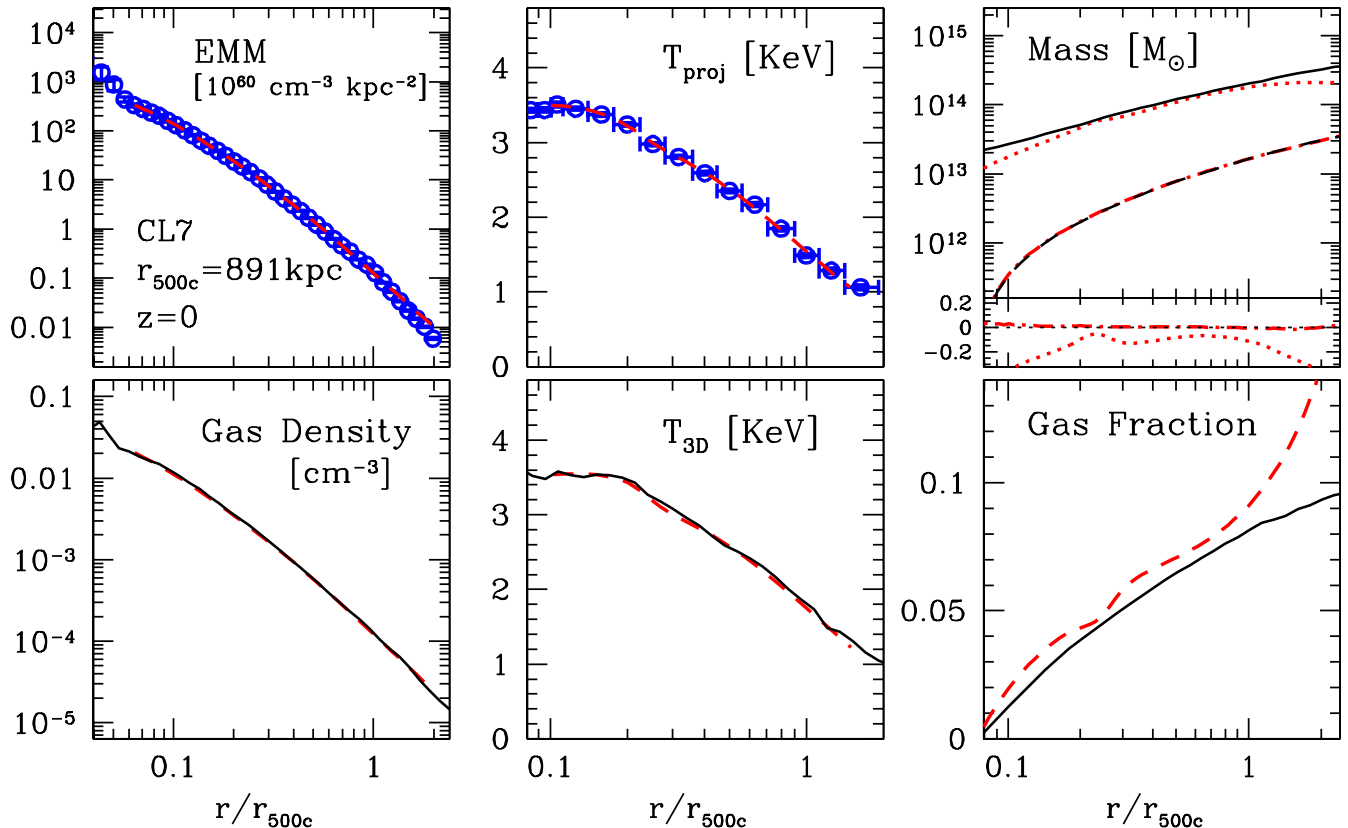 EMM
[10⁶⁰ cm⁻³ kpc⁻²]
CL7
r500c=891kpc
z=0
10⁴
10³
10²
10
1
0.1
0.01
Tproj [KeV]
4
3
2
1
0
Mass [M⊙]
10¹⁵
10¹⁴
10¹³
10¹²
0.2
0
-0.2
Gas Density
[cm⁻³]
0.1
0.01
10⁻³
10⁻⁴
10⁻⁵
0.1 1
r/r500c
T3D [KeV]
4
3
2
1
0
0.1 1
r/r500c
Gas Fraction
0.1
0.05
0
0.1 1
r/r500c